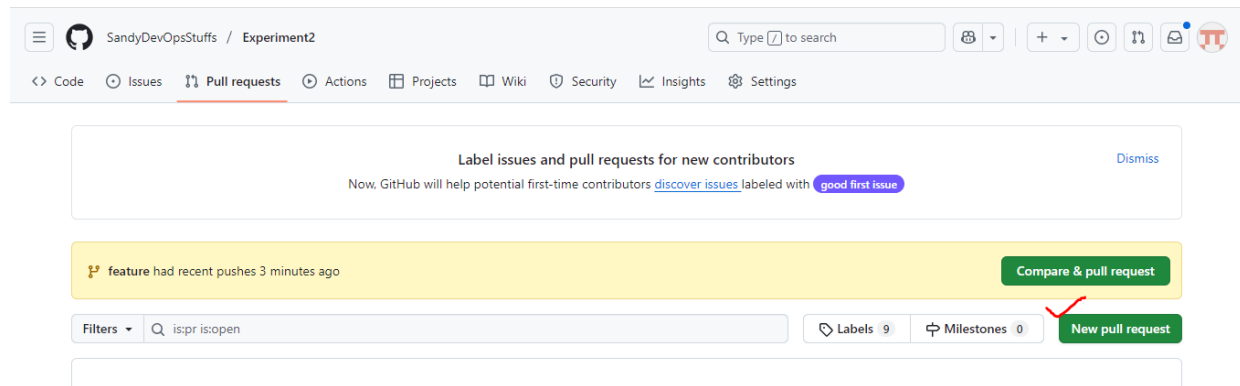 SandyDevOpsStuffs / Experiment2
Type / to search
Code Issues Pull requests Actions Projects Wiki Security Insights Settings
Label issues and pull requests for new contributors
Dismiss
Now, GitHub will help potential first-time contributors discover issues labeled with good first issue
feature had recent pushes 3 minutes ago
Compare & pull request
Filters is:pr is:open Labels 9 Milestones 0 New pull request